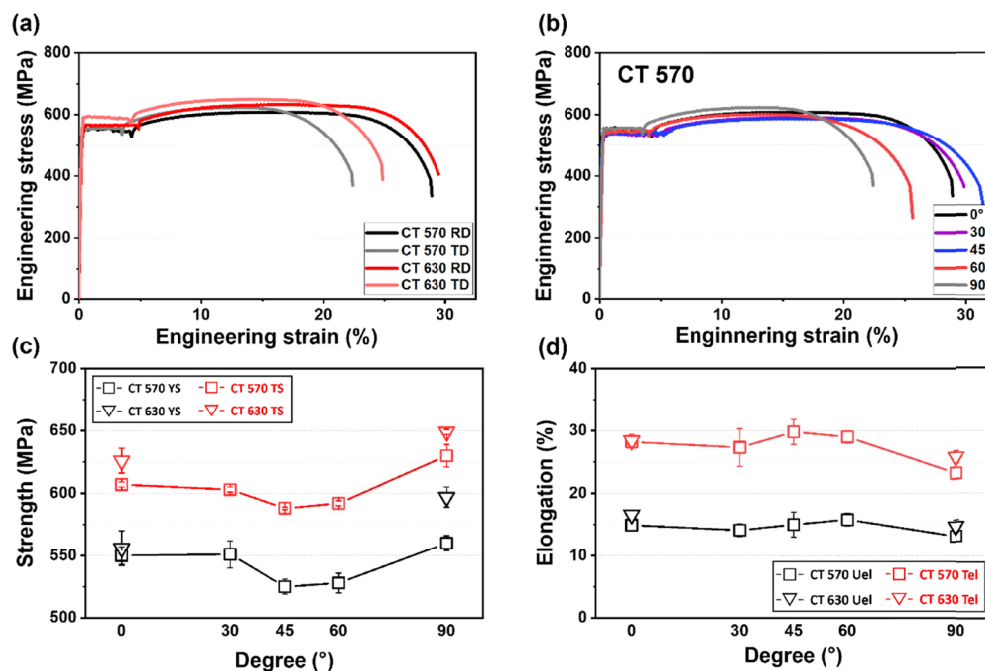 (a)
Engineering stress (MPa)
800
600
400
200
0
0
10
20
30
Engineering strain (%)
CT 570 RD
CT 570 TD
CT 630 RD
CT 630 TD
(b)
CT 570
Engineering stress (MPa)
800
600
400
200
0
0
10
20
30
Enginnering strain (%)
0°
30
45
60
90
(c)
Strength (MPa)
700
650
600
550
500
0
30
45
60
90
Degree (°)
CT 570 YS
CT 570 TS
CT 630 YS
CT 630 TS
(d)
Elongation (%)
40
30
20
10
0
0
30
45
60
90
Degree (°)
CT 570 Uel
CT 570 Tel
CT 630 Uel
CT 630 Tel